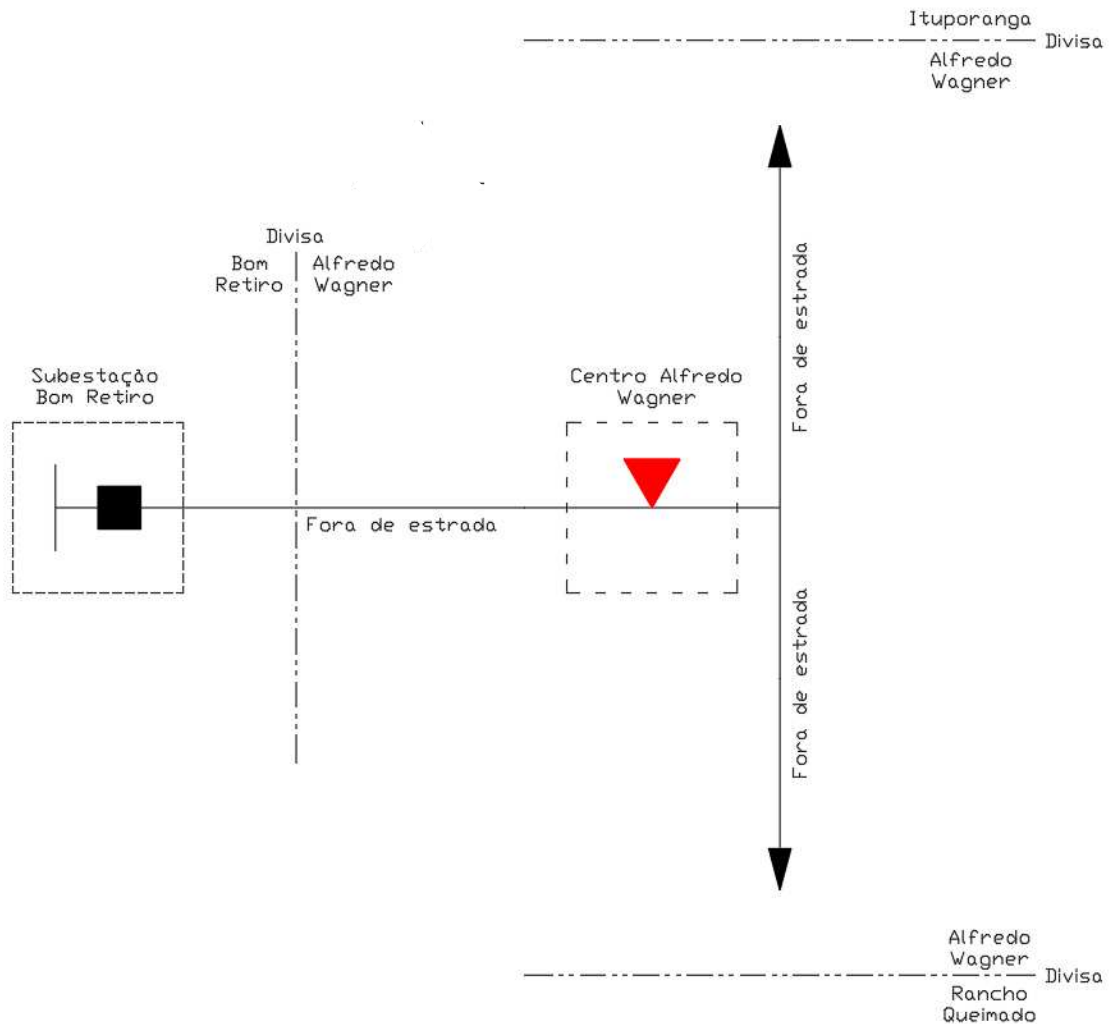 Ituporanga
Divisa
Alfredo
Wagner
Divisa
Bom
Retiro
Alfredo
Wagner
Fora de estrada
Subestação
Bom Retiro
Centro Alfredo
Wagner
Fora de estrada
Fora de estrada
Alfredo
Wagner
Divisa
Rancho
Queimado